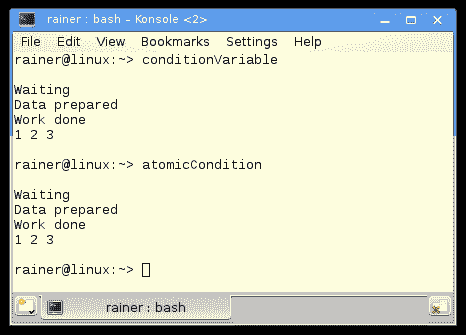 rainer : bash – Konsole <2>
File Edit View Bookmarks Settings Help
rainer@linux:~> conditionVariable
Waiting
Data prepared
Work done
1 2 3
rainer@linux:~> atomicCondition
Waiting
Data prepared
Work done
1 2 3
rainer@linux:~>
rainer : bash